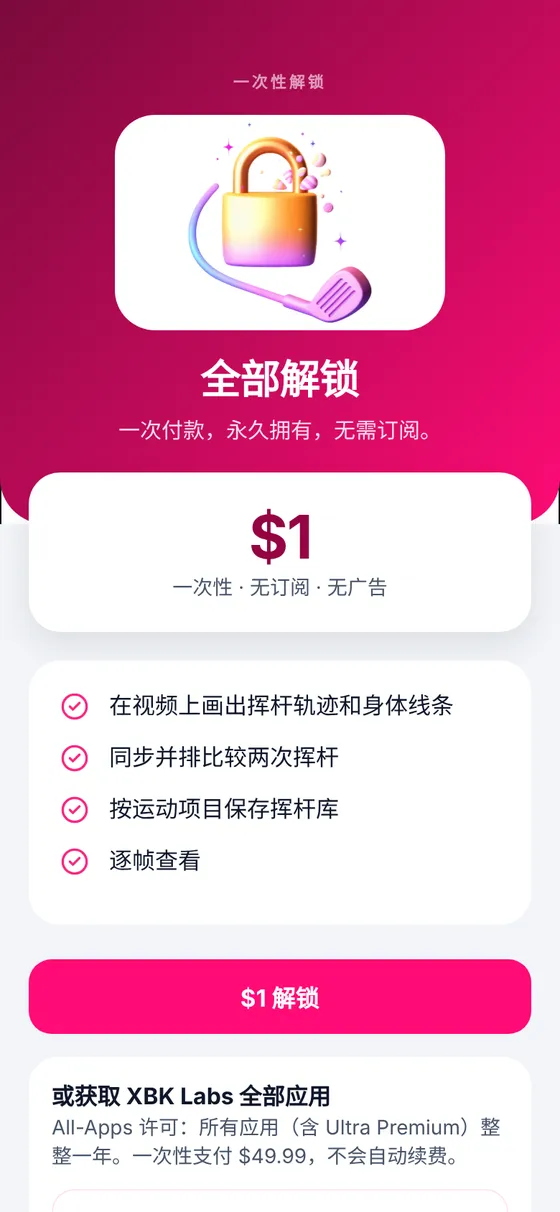 一次性解锁
全部解锁
一次付款，永久拥有，无需订阅。
$1
一次性 · 无订阅 · 无广告
在视频上画出挥杆轨迹和身体线条
同步并排比较两次挥杆
按运动项目保存挥杆库
逐帧查看
$1 解锁
或获取 XBK Labs 全部应用
All-Apps 许可：所有应用（含 Ultra Premium）整
整一年。一次性支付 $49.99，不会自动续费。